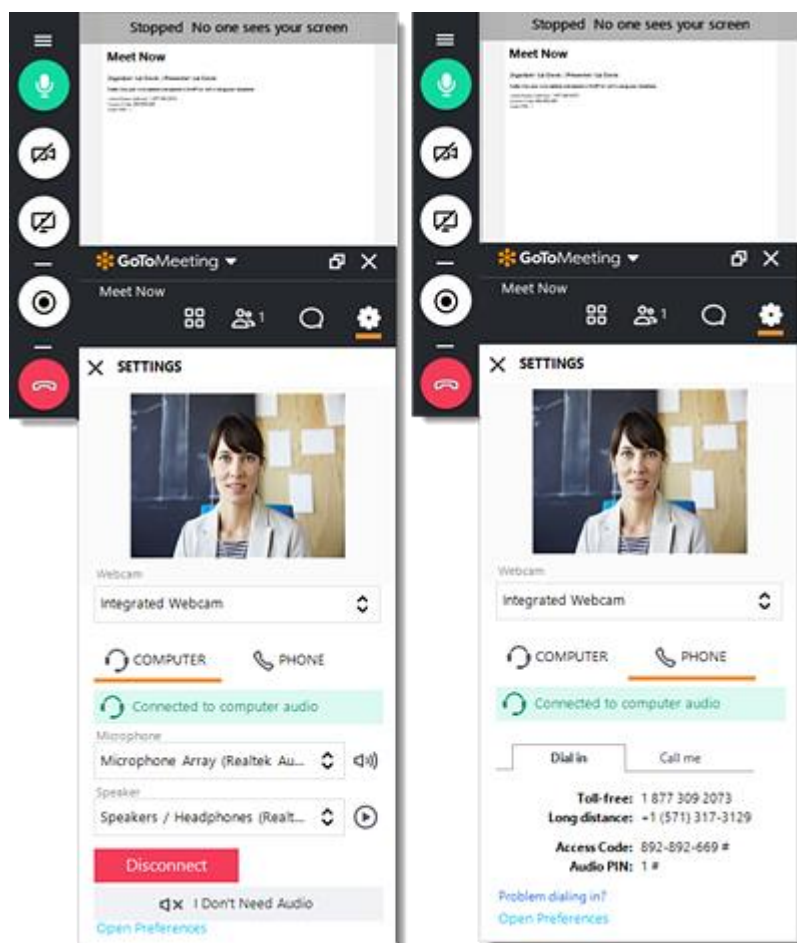 Stopped No one sees your screen
Meet Now
GoToMeeting
Meet Now
1
SETTINGS
Webcam
Integrated Webcam
COMPUTER PHONE
Connected to computer audio
Microphone
Microphone Array (Realtek Au...
Speaker
Speakers / Headphones (Realt...
Disconnect
I Don't Need Audio
Open Preferences
Stopped No one sees your screen
Meet Now
GoToMeeting
Meet Now
1
SETTINGS
Webcam
Integrated Webcam
COMPUTER PHONE
Connected to computer audio
Dial in Call me
Toll-free: 1 877 309 2073
Long distance: +1 (571) 317-3129
Access Code: 892-892-669 #
Audio PIN: 1 #
Problem dialing in?
Open Preferences